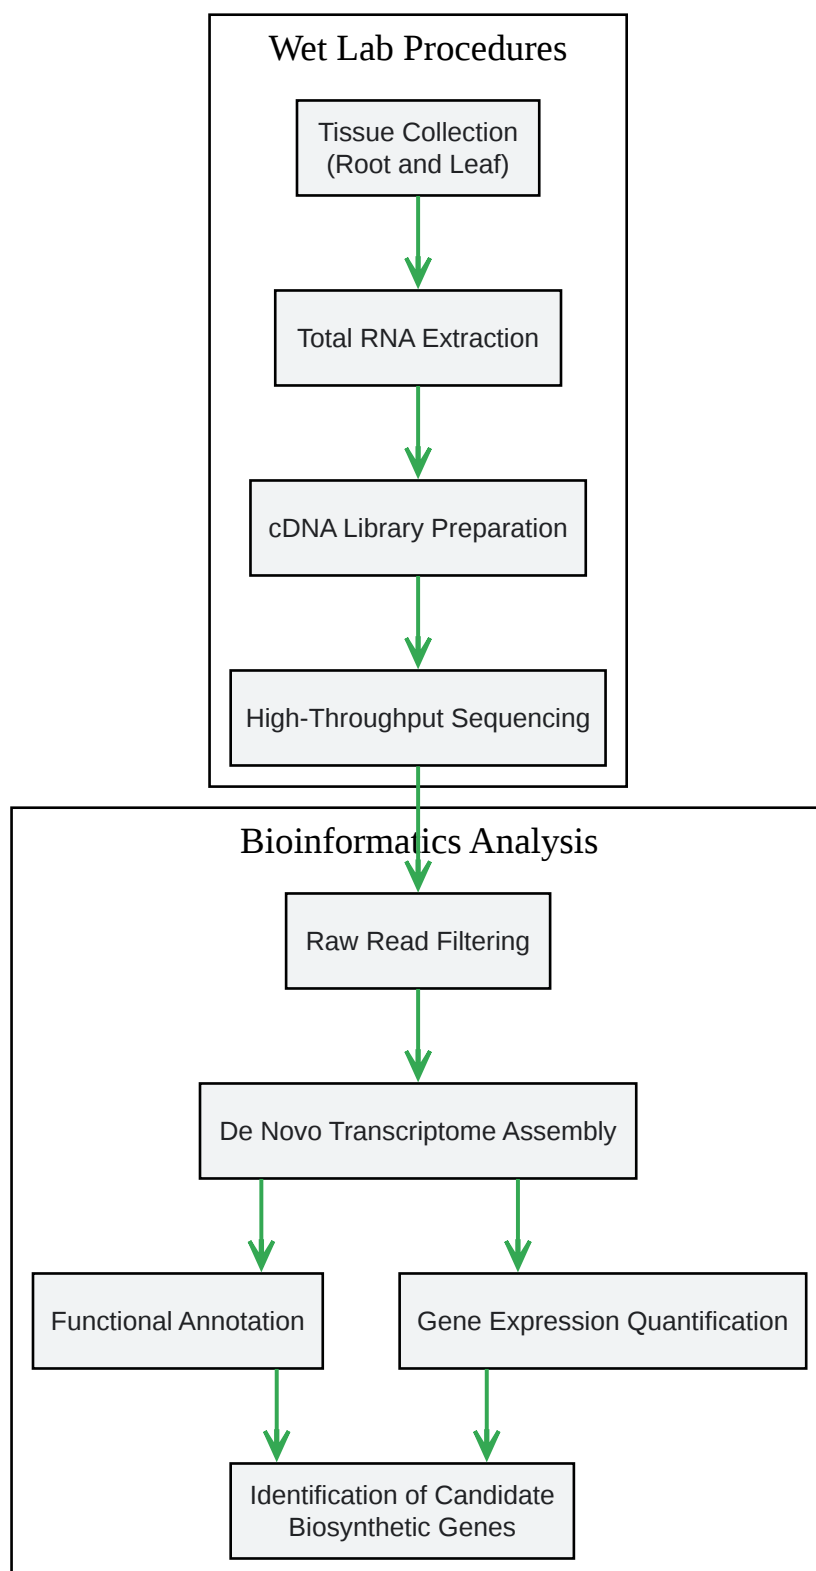 Wet Lab Procedures
Tissue Collection
(Root and Leaf)
Total RNA Extraction
cDNA Library Preparation
High-Throughput Sequencing
Bioinformatics Analysis
Raw Read Filtering
De Novo Transcriptome Assembly
Functional Annotation
Gene Expression Quantification
Identification of Candidate
Biosynthetic Genes